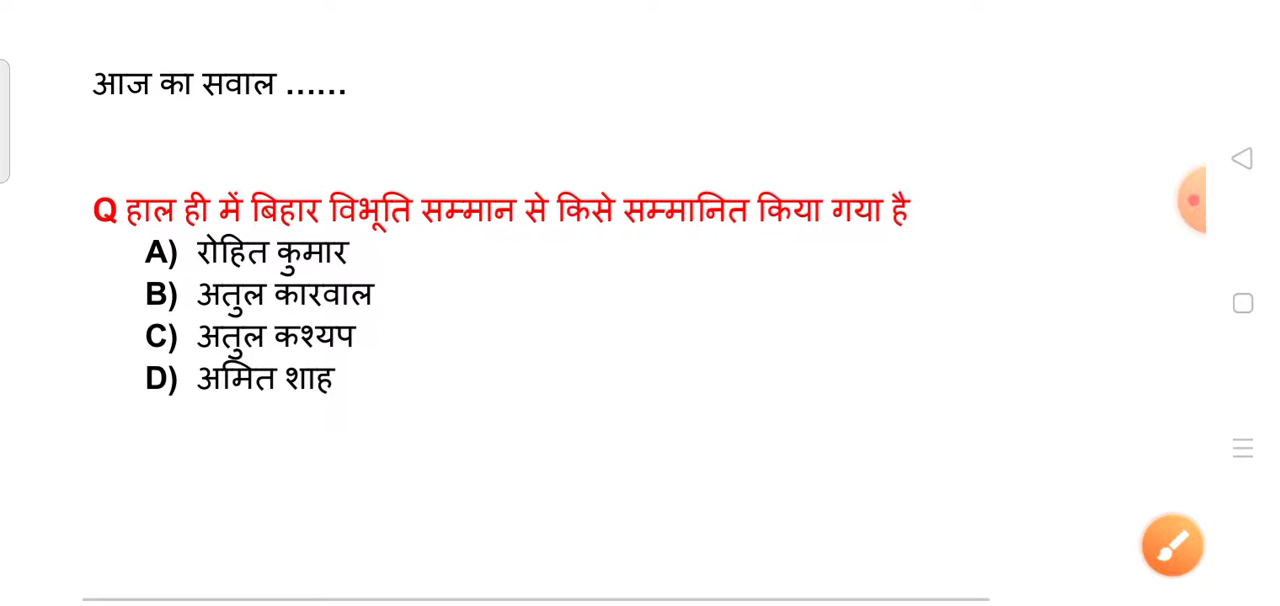 आज का सवाल ......
Q हाल ही में बिहार विभूति सम्मान से किसे सम्मानित किया गया है
A) रोहित कुमार
B) अतुल कारवाल
C) अतुल कश्यप
D) अमित शाह